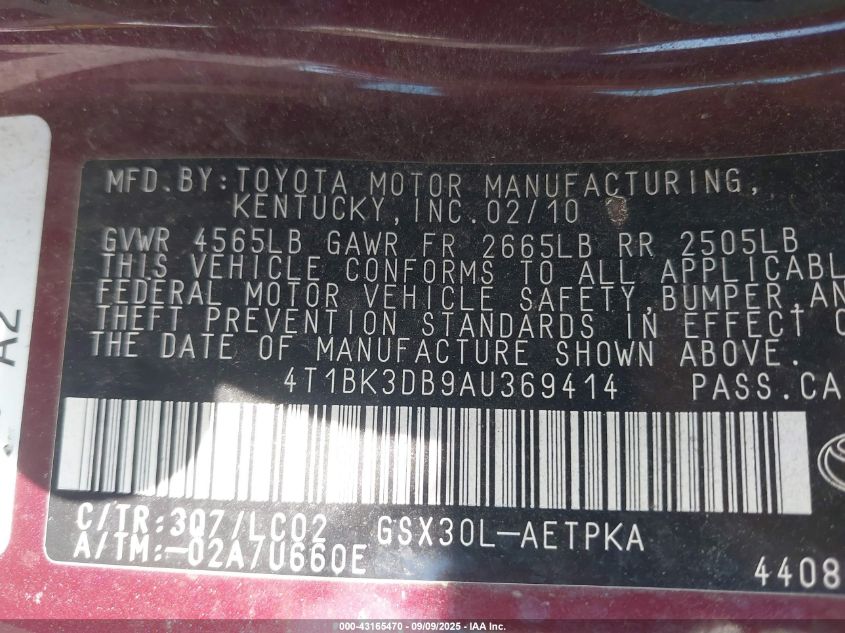 A2
MFD.BY:TOYOTA MOTOR MANUFACTURING,
KENTUCKY,INC.02/10
GVWR 4565LB GAWR FR 2665LB RR 2505LB
THIS VEHICLE CONFORMS TO ALL APPLICABL
FEDERAL MOTOR VEHICLE SAFETY,BUMPER,AN
THEFT PREVENTION STANDARDS IN EFFECT O
THE DATE OF MANUFACTURE SHOWN ABOVE.
4T1BK3DB9AU369414 PASS.CA
C/TR:3Q7/LC02 GSX30L-AETPKA
A/TM:-02A7U660E
4408
000-43165470 - 09/09/2025 - IAA Inc.